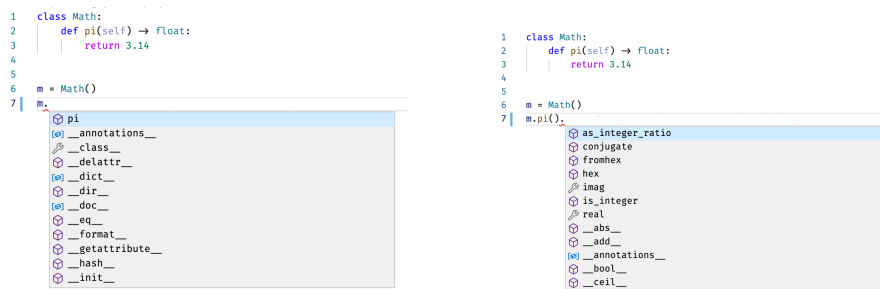 1 class Math:
2 def pi(self) → float:
3 return 3.14
4
5
6 m = Math()
7 m.
pi
__annotations__
__class__
__delattr__
__dict__
__dir__
__doc__
__eq__
__format__
__getattribute__
__hash__
__init__
1 class Math:
2 def pi(self) → float:
3 return 3.14
4
5
6 m = Math()
7 m.pi().
as_integer_ratio
conjugate
fromhex
hex
imag
is_integer
real
__abs__
__add__
__annotations__
__bool__
__ceil__